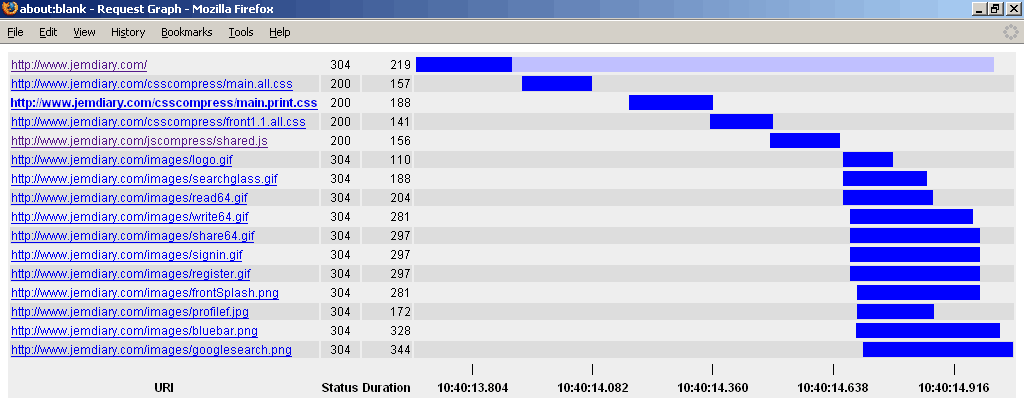 about:blank - Request Graph - Mozilla Firefox
File Edit View History Bookmarks Tools Help
http://www.jemdiary.com/ 304 219
http://www.jemdiary.com/csscompress/main.all.css 200 157
http://www.jemdiary.com/csscompress/main.print.css 200 188
http://www.jemdiary.com/csscompress/front1.1.all.css 200 141
http://www.jemdiary.com/jscompress/shared.js 200 156
http://www.jemdiary.com/images/logo.gif 304 110
http://www.jemdiary.com/images/searchglass.gif 304 188
http://www.jemdiary.com/images/read64.gif 304 204
http://www.jemdiary.com/images/write64.gif 304 281
http://www.jemdiary.com/images/share64.gif 304 297
http://www.jemdiary.com/images/signin.gif 304 297
http://www.jemdiary.com/images/register.gif 304 297
http://www.jemdiary.com/images/frontSplash.png 304 281
http://www.jemdiary.com/images/profilef.jpg 304 172
http://www.jemdiary.com/images/bluebar.png 304 328
http://www.jemdiary.com/images/googlesearch.png 304 344
URI Status Duration 10:40:13.804 10:40:14.082 10:40:14.360 10:40:14.638 10:40:14.916